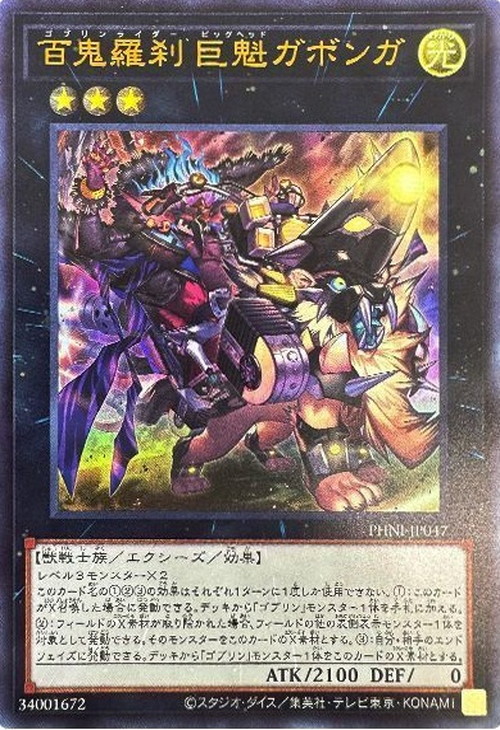 ゴブリンライダー ビッグヘッド
百鬼羅刹 巨魁ガボンガ
光
PHNI-JP047
【獣戦士族／エクシーズ／効果】
レベル3モンスター×2
このカード名の①②③の効果はそれぞれ1ターンに1度しか使用できない。①：このカード
がX召喚した場合に発動できる。デッキから「ゴブリン」モンスター1体を手札に加える。
②：フィールドのX素材が取り除かれた場合、フィールドの他の表側表示モンスター1体を
対象として発動できる。そのモンスターをこのカードのX素材とする。③：自分・相手のエンド
フェイズに発動できる。デッキから「ゴブリン」モンスター1体をこのカードのX素材とする。
ATK/2100 DEF/ 0
34001672 ©スタジオ・ダイス/集英社・テレビ東京・KONAMI